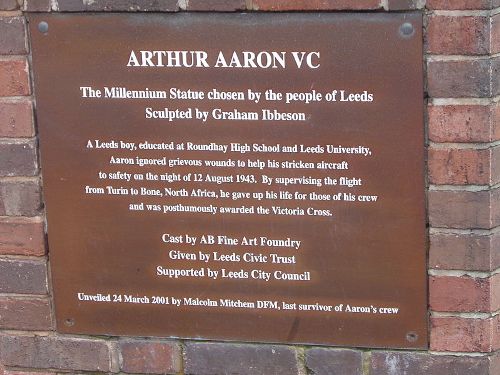 ARTHUR AARON VC
The Millennium Statue chosen by the people of Leeds
Sculpted by Graham Ibbeson
A Leeds boy, educated at Roundhay High School and Leeds University,
Aaron ignored grievous wounds to help his stricken aircraft
to safety on the night of 12 August 1943. By supervising the flight
from Turin to Bone, North Africa, he gave up his life for those of his crew
and was posthumously awarded the Victoria Cross.
Cast by AB Fine Art Foundry
Given by Leeds Civic Trust
Supported by Leeds City Council
Unveiled 24 March 2001 by Malcolm Mitchem DFM, last survivor of Aaron's crew